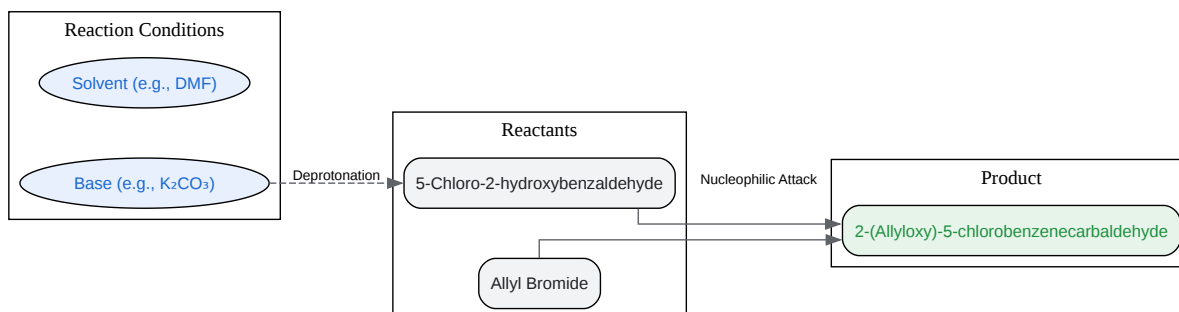 Reaction Conditions
Solvent (e.g., DMF)
Base (e.g., K₂CO₃)
Deprotonation
Reactants
5-Chloro-2-hydroxybenzaldehyde
Allyl Bromide
Nucleophilic Attack
Product
2-(Allyloxy)-5-chlorobenzenecarbaldehyde